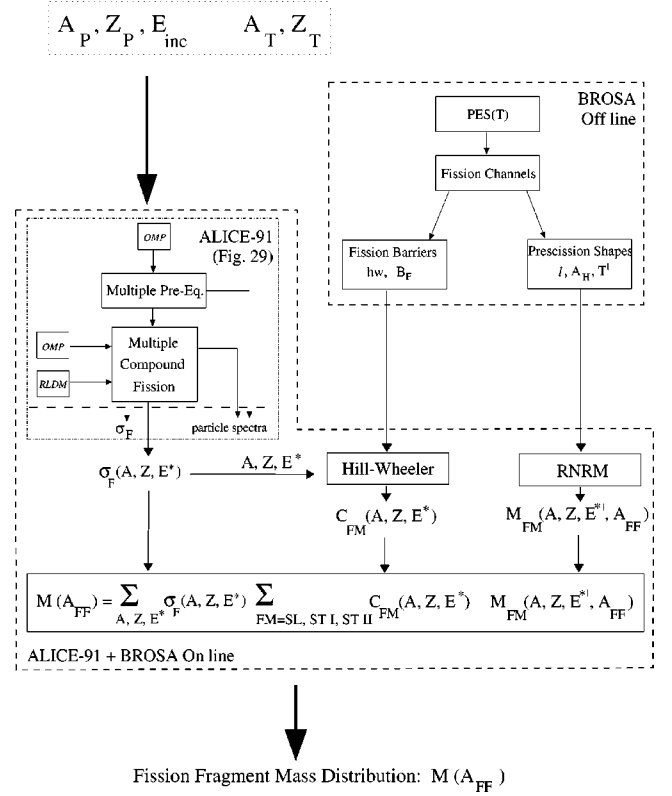 A_P, Z_P, E_inc A_T, Z_T
BROSA
Off line
PES(T)
Fission Channels
Fission Barriers
hw, B_F
Prescission Shapes
l, A_H, T'
ALICE-91
(Fig. 29)
OMP
Multiple Pre-Eq.
OMP
Multiple
Compound
Fission
RLDM
σ_F
particle spectra
σ_F(A, Z, E*)
A, Z, E*
Hill-Wheeler
RNRM
C_FM(A, Z, E*)
M_FM(A, Z, E*', A_FF)
M(A_FF) = Σ_{A, Z, E*} σ_F(A, Z, E*) Σ_{FM=SL, ST I, ST II} C_FM(A, Z, E*) M_FM(A, Z, E*', A_FF)
ALICE-91 + BROSA On line
Fission Fragment Mass Distribution: M(A_FF)